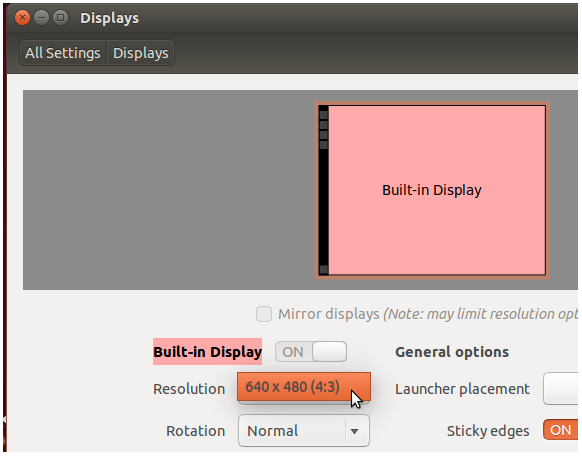 Displays
All Settings Displays
Built-in Display
Mirror displays (Note: may limit resolution opt
Built-in Display ON General options
Resolution 640 x 480 (4:3) Launcher placement
Rotation Normal Sticky edges ON